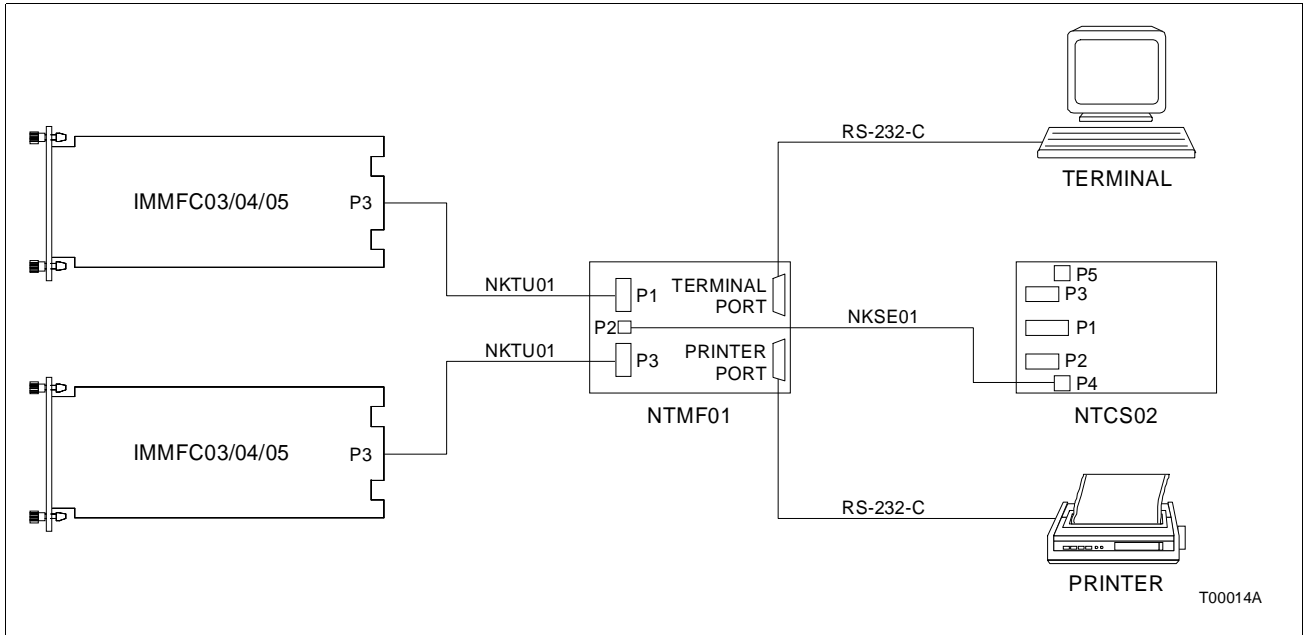 RS-232-C
TERMINAL
IMMFC03/04/05
P3
NKTU01
P1
TERMINAL
PORT
P2
NKSE01
NKTU01
P3
PRINTER
PORT
NTMF01
P5
P3
P1
P2
P4
NTCS02
IMMFC03/04/05
P3
RS-232-C
PRINTER
T00014A